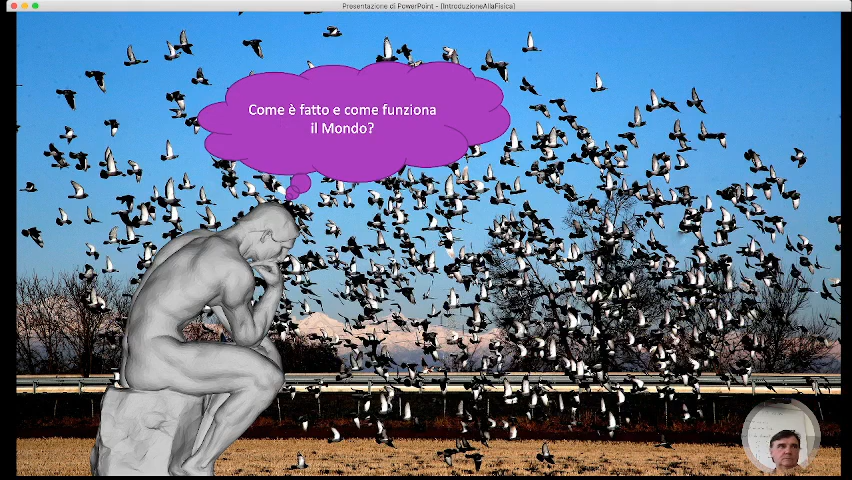 Presentazione di PowerPoint - [IntroduzioneAllaFisica]
Come è fatto e come funziona
il Mondo?